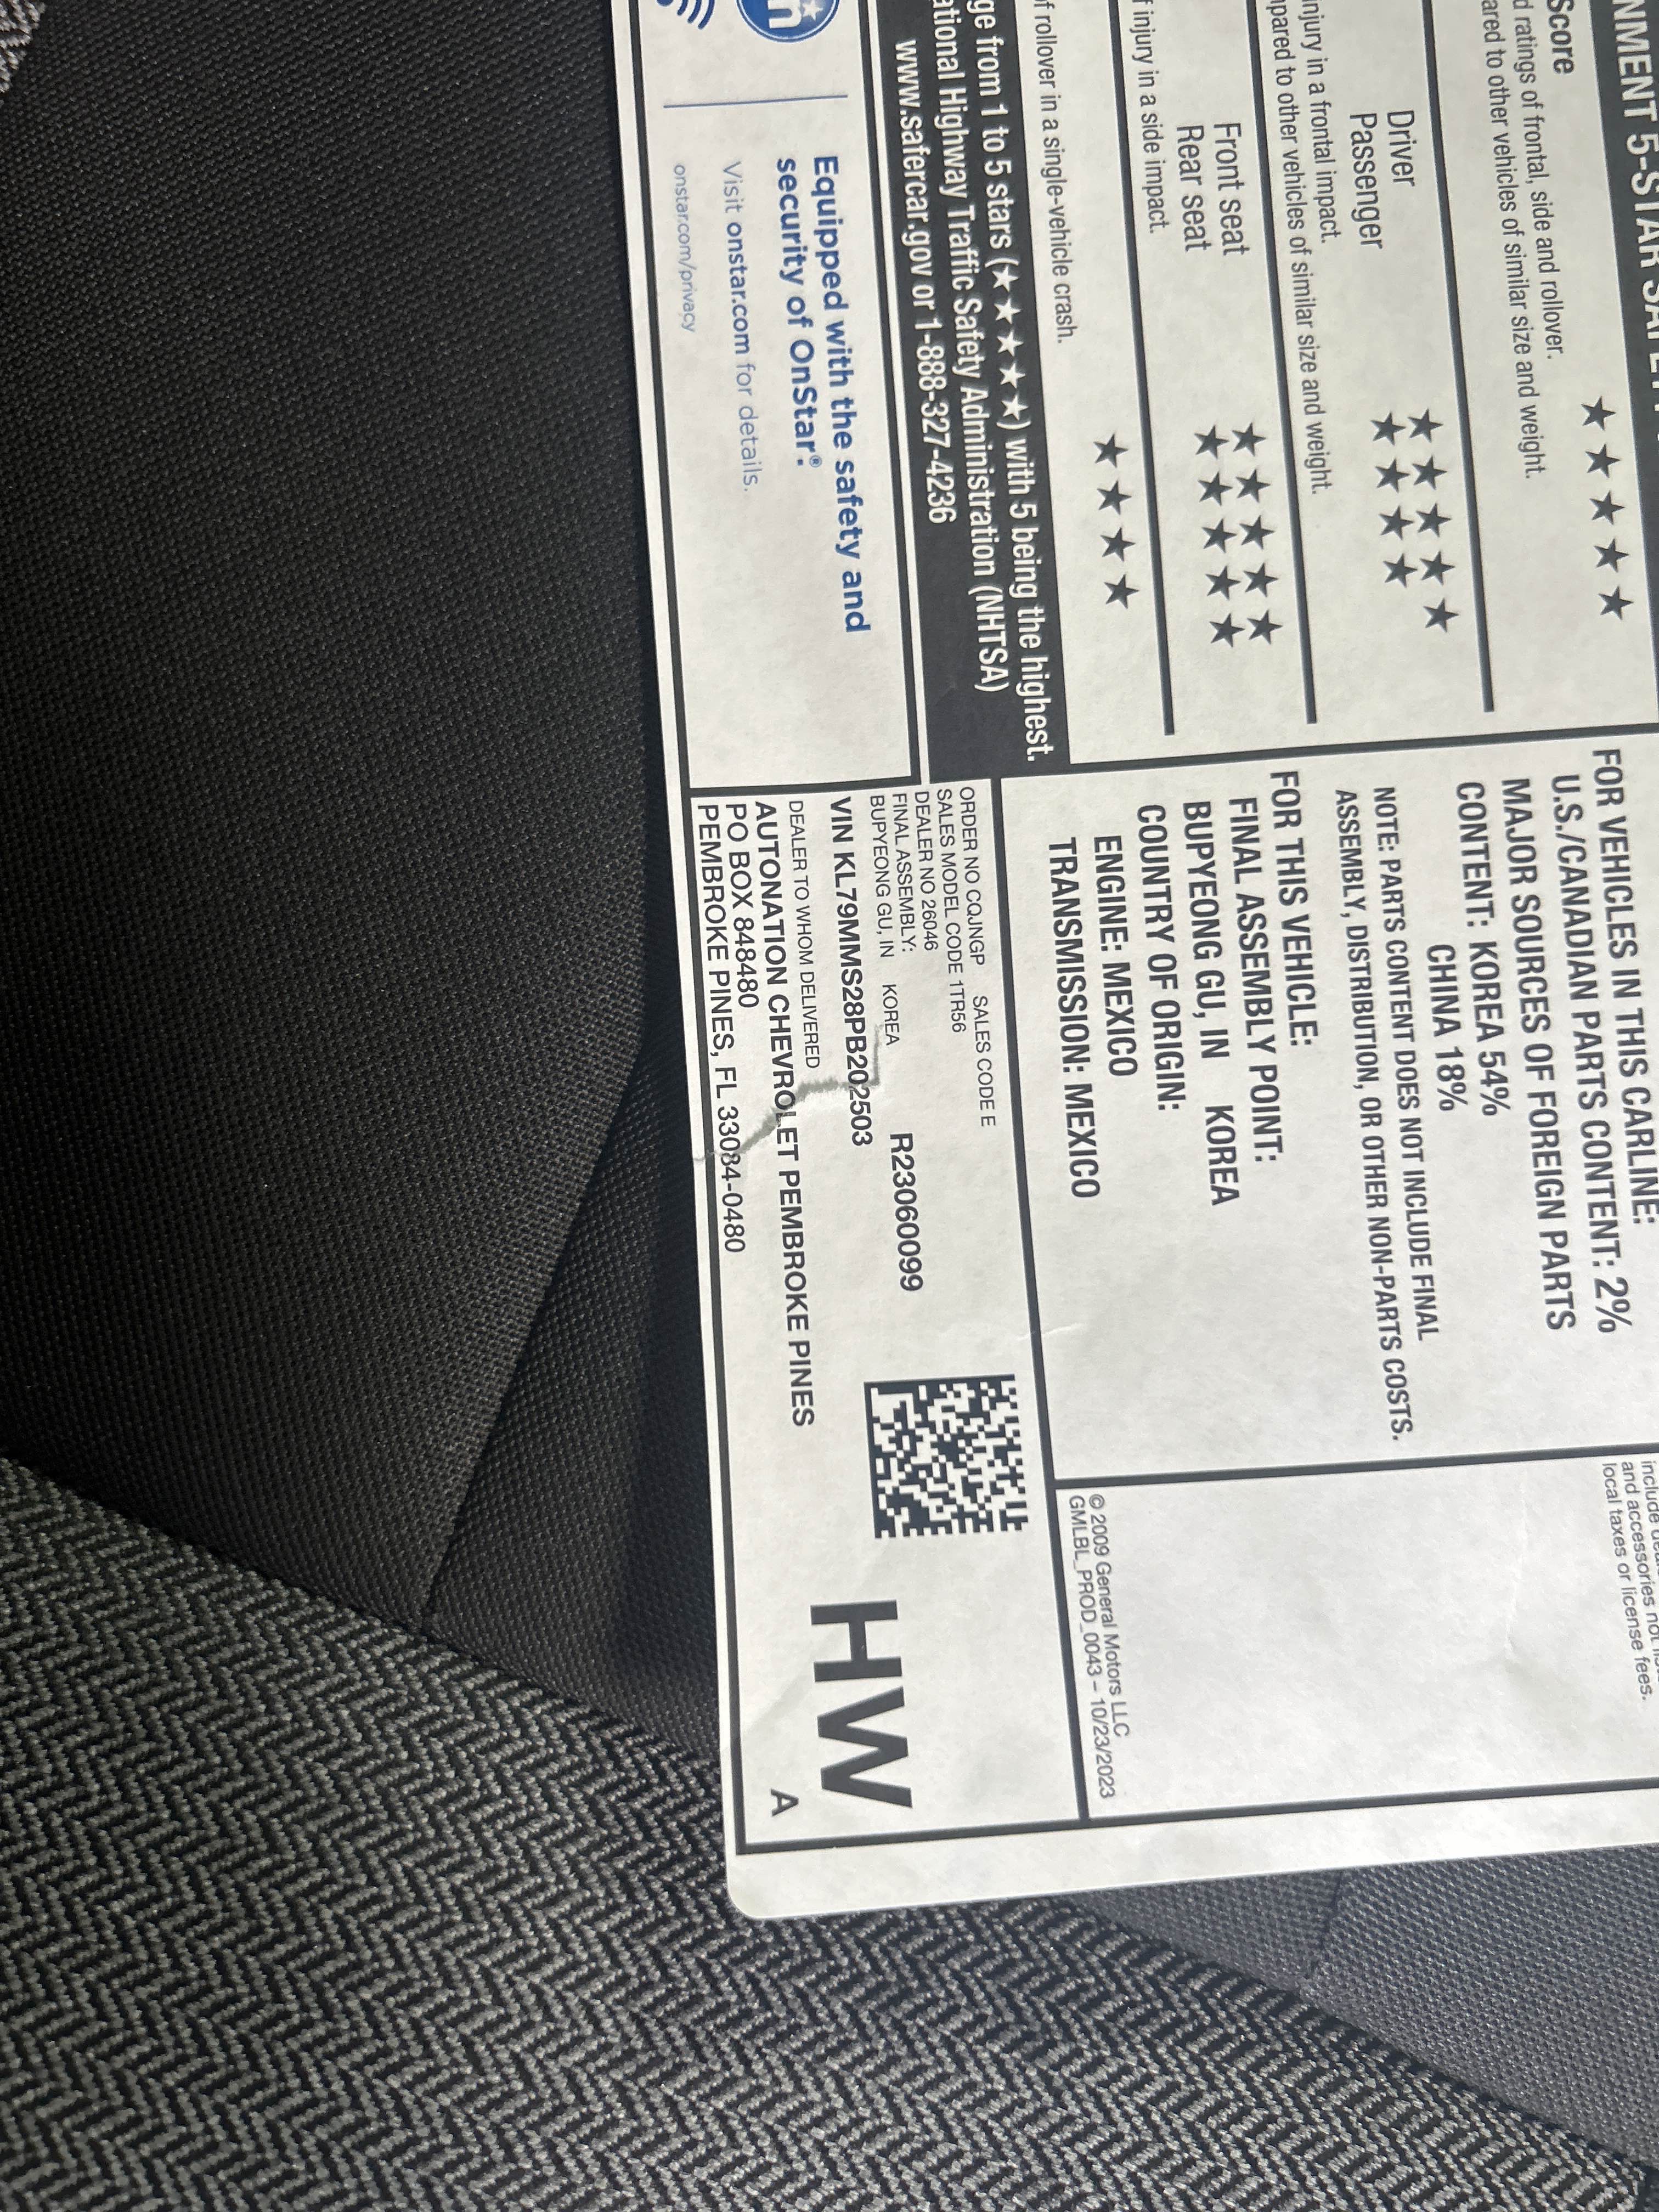 NMENT 5-STAR SAFET
Score
d ratings of frontal, side and rollover.
ared to other vehicles of similar size and weight.
★★★★★
Driver ★★★★★
Passenger ★★★★
injury in a frontal impact.
pared to other vehicles of similar size and weight.
Front seat ★★★★★
Rear seat ★★★★★
f injury in a side impact.
★★★★
f rollover in a single-vehicle crash.
ge from 1 to 5 stars (★★★★★) with 5 being the highest.
ational Highway Traffic Safety Administration (NHTSA)
www.safercar.gov or 1-888-327-4236
n
Equipped with the safety and
security of OnStar®.
Visit onstar.com for details.
onstar.com/privacy
FOR VEHICLES IN THIS CARLINE:
U.S./CANADIAN PARTS CONTENT: 2%
MAJOR SOURCES OF FOREIGN PARTS
CONTENT: KOREA 54%
CHINA 18%
NOTE: PARTS CONTENT DOES NOT INCLUDE FINAL
ASSEMBLY, DISTRIBUTION, OR OTHER NON-PARTS COSTS.
FOR THIS VEHICLE:
FINAL ASSEMBLY POINT:
BUPYEONG GU, IN KOREA
COUNTRY OF ORIGIN:
ENGINE: MEXICO
TRANSMISSION: MEXICO
ORDER NO CQJNGP SALES CODE E
SALES MODEL CODE 1TR56
DEALER NO 26046
FINAL ASSEMBLY:
BUPYEONG GU, IN KOREA
R23060099
VIN KL79MMS28PB202503
DEALER TO WHOM DELIVERED
AUTONATION CHEVROLET PEMBROKE PINES
PO BOX 848480
PEMBROKE PINES, FL 33084-0480
include
and accessories not
local taxes or license fees.
© 2009 General Motors LLC
GMLBL_PROD_0043 – 10/23/2023
HW
A